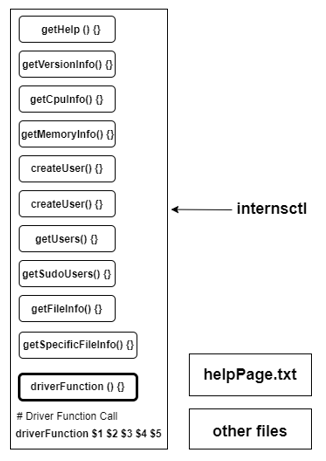 getHelp () {}
getVersionInfo() {}
getCpuInfo() {}
getMemoryInfo() {}
createUser() {}
createUser() {}
internsctl
getUsers() {}
getSudoUsers() {}
getFileInfo() {}
getSpecificFileInfo() {}
helpPage.txt
driverFunction () {}
# Driver Function Call
driverFunction $1 $2 $3 $4 $5
other files